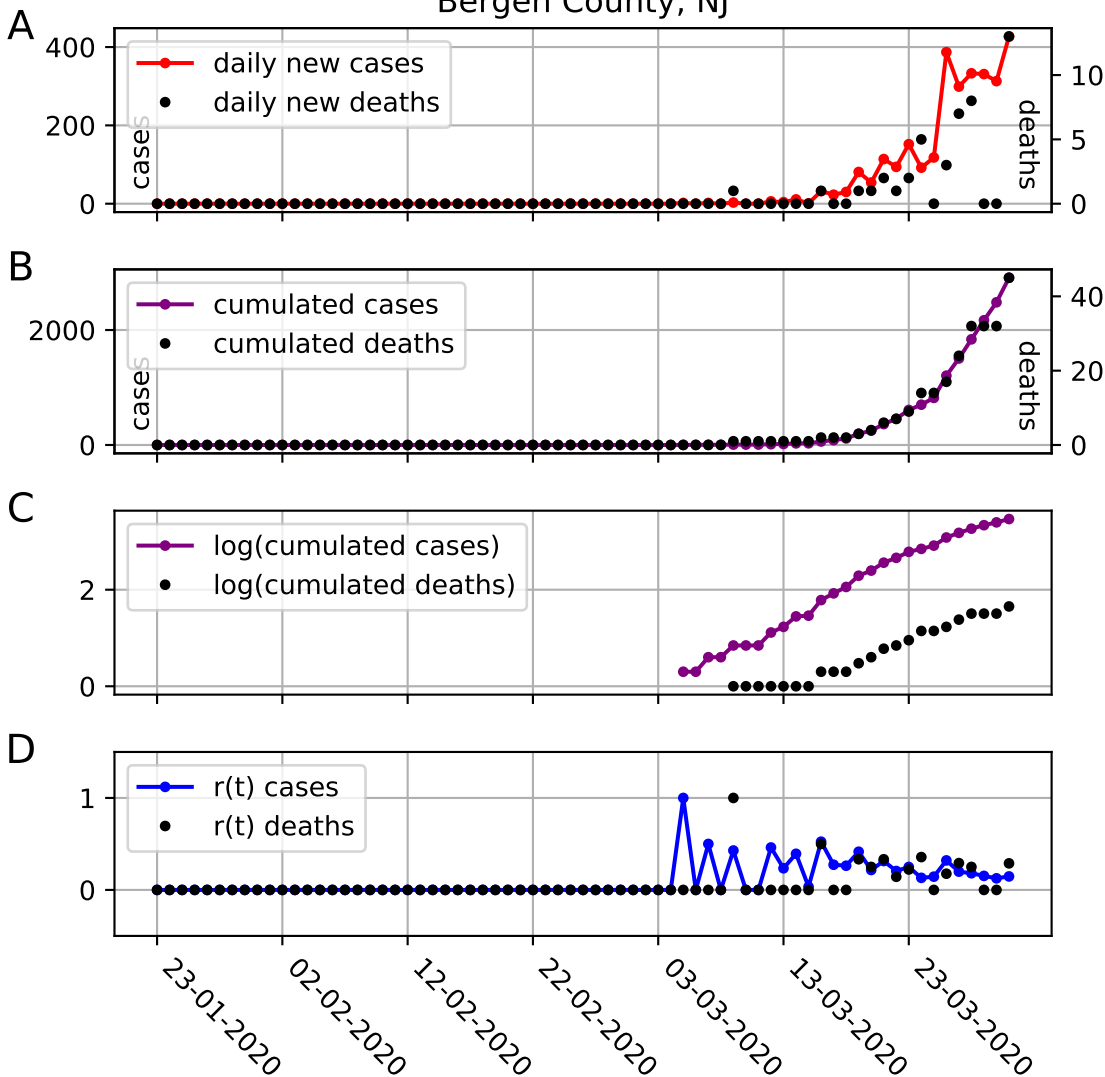 Bergen County, NJ
A
400
200
0
cases
daily new cases
daily new deaths
10
5
0
deaths
B
2000
0
cases
cumulated cases
cumulated deaths
40
20
0
deaths
C
2
0
log(cumulated cases)
log(cumulated deaths)
D
1
0
r(t) cases
r(t) deaths
23-01-2020
02-02-2020
12-02-2020
22-02-2020
03-03-2020
13-03-2020
23-03-2020